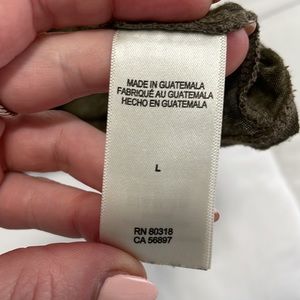 MADE IN GUATEMALA
FABRIQUÉ AU GUATEMALA
HECHO EN GUATEMALA
L
RN 80318
CA 56897